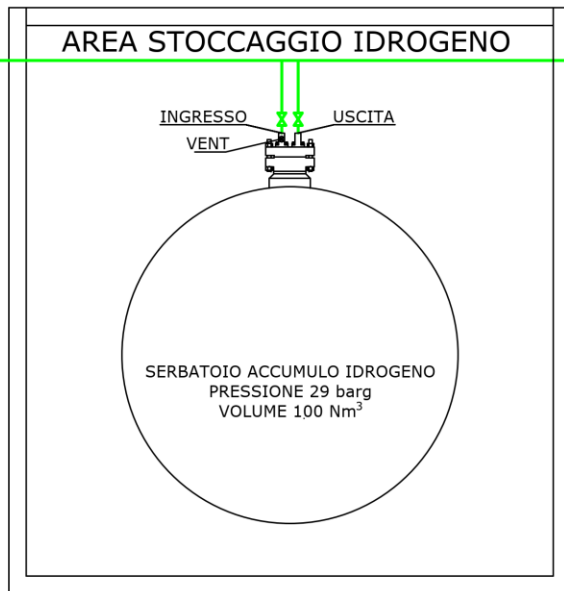 AREA STOCCAGGIO IDROGENO
INGRESSO
USCITA
VENT
SERBATOIO ACCUMULO IDROGENO
PRESSIONE 29 barg
VOLUME 100 Nm³